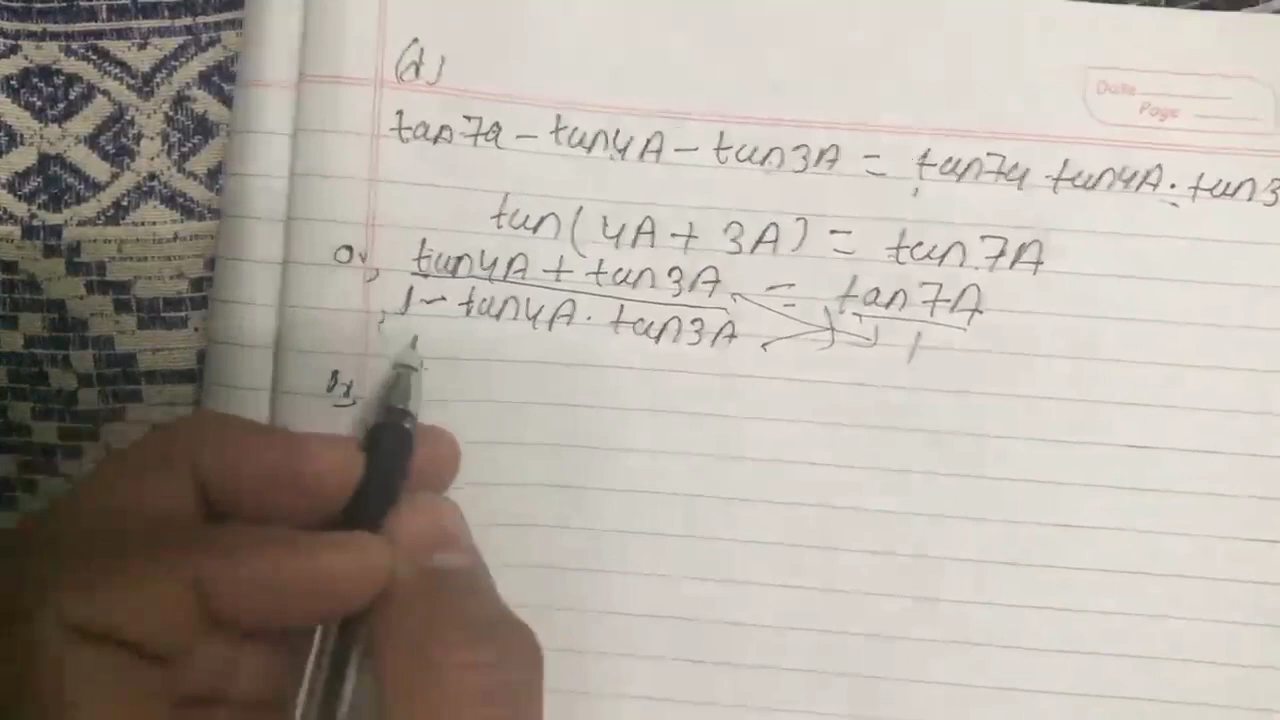 (d)
Date
Page
tan7a - tan4A - tan3A = tan7a tan4A. tan3
tan(4A + 3A) = tan7A
or, tan4A + tan3A = tan7A
1 - tan4A. tan3A 1
or